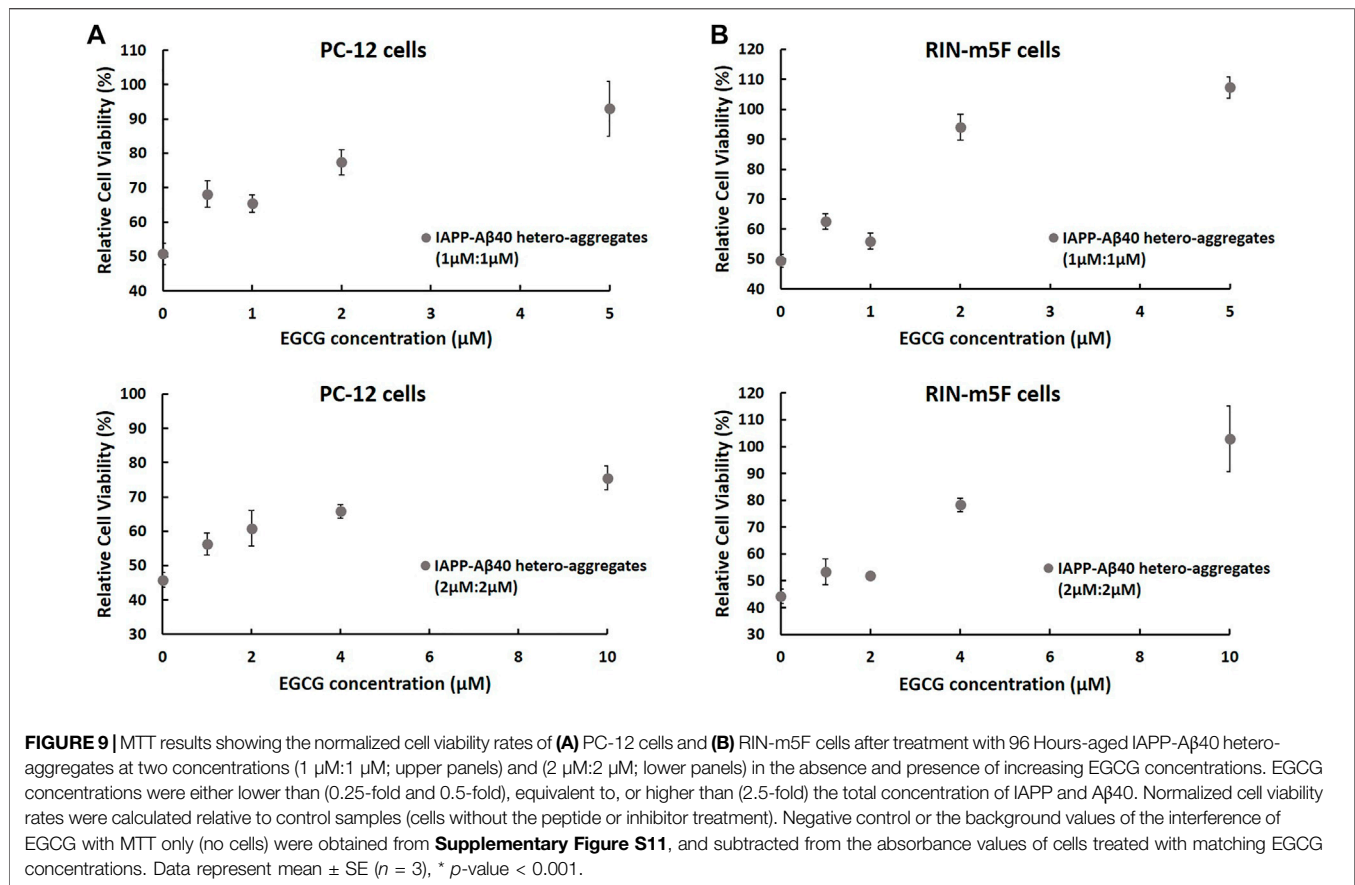 A
PC-12 cells
Relative Cell Viability (%)
110
100
90
80
70
60
50
40
IAPP-Aβ40 hetero-aggregates
(1μM:1μM)
0 1 2 3 4 5
EGCG concentration (μM)
B
RIN-m5F cells
Relative Cell Viability (%)
120
110
100
90
80
70
60
50
40
IAPP-Aβ40 hetero-aggregates
(1μM:1μM)
0 1 2 3 4 5
EGCG concentration (μM)
PC-12 cells
Relative Cell Viability (%)
100
90
80
70
60
50
40
30
IAPP-Aβ40 hetero-aggregates
(2μM:2μM)
0 2 4 6 8 10
EGCG concentration (μM)
RIN-m5F cells
Relative Cell Viability (%)
120
110
100
90
80
70
60
50
40
30
IAPP-Aβ40 hetero-aggregates
(2μM:2μM)
0 2 4 6 8 10
EGCG concentration (μM)
FIGURE 9 | MTT results showing the normalized cell viability rates of (A) PC-12 cells and (B) RIN-m5F cells after treatment with 96 Hours-aged IAPP-Aβ40 hetero-
aggregates at two concentrations (1 μM:1 μM; upper panels) and (2 μM:2 μM; lower panels) in the absence and presence of increasing EGCG concentrations. EGCG
concentrations were either lower than (0.25-fold and 0.5-fold), equivalent to, or higher than (2.5-fold) the total concentration of IAPP and Aβ40. Normalized cell viability
rates were calculated relative to control samples (cells without the peptide or inhibitor treatment). Negative control or the background values of the interference of
EGCG with MTT only (no cells) were obtained from Supplementary Figure S11, and subtracted from the absorbance values of cells treated with matching EGCG
concentrations. Data represent mean ± SE (n = 3), * p-value < 0.001.